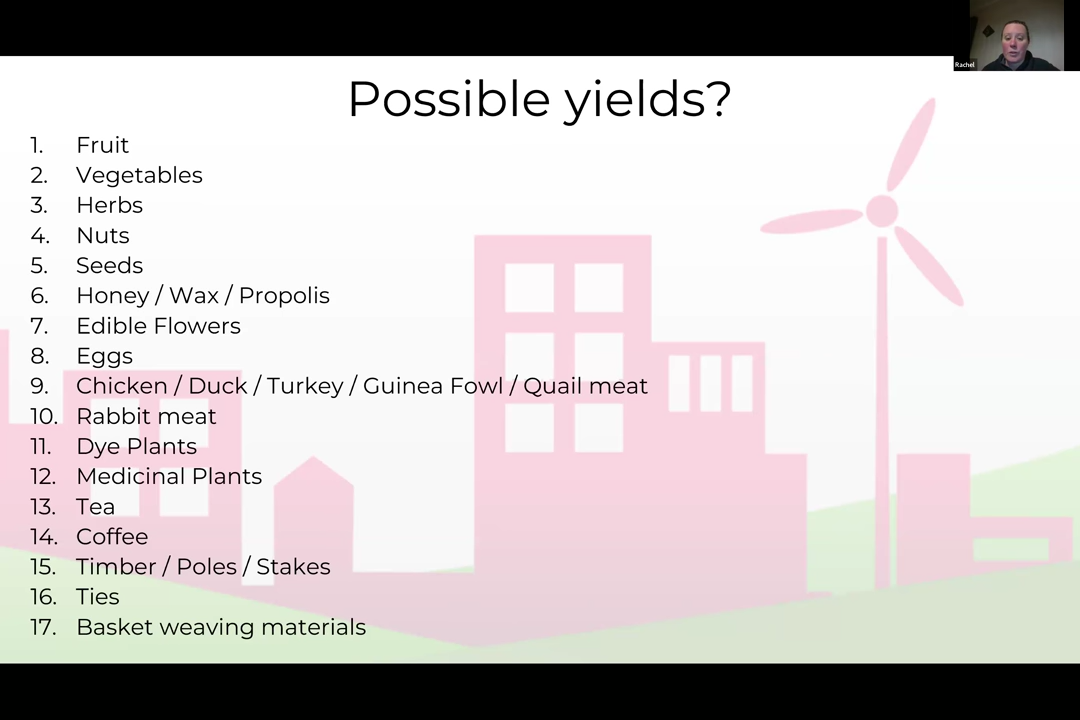 Rachel
Possible yields?
1. Fruit
2. Vegetables
3. Herbs
4. Nuts
5. Seeds
6. Honey / Wax / Propolis
7. Edible Flowers
8. Eggs
9. Chicken / Duck / Turkey / Guinea Fowl / Quail meat
10. Rabbit meat
11. Dye Plants
12. Medicinal Plants
13. Tea
14. Coffee
15. Timber / Poles / Stakes
16. Ties
17. Basket weaving materials